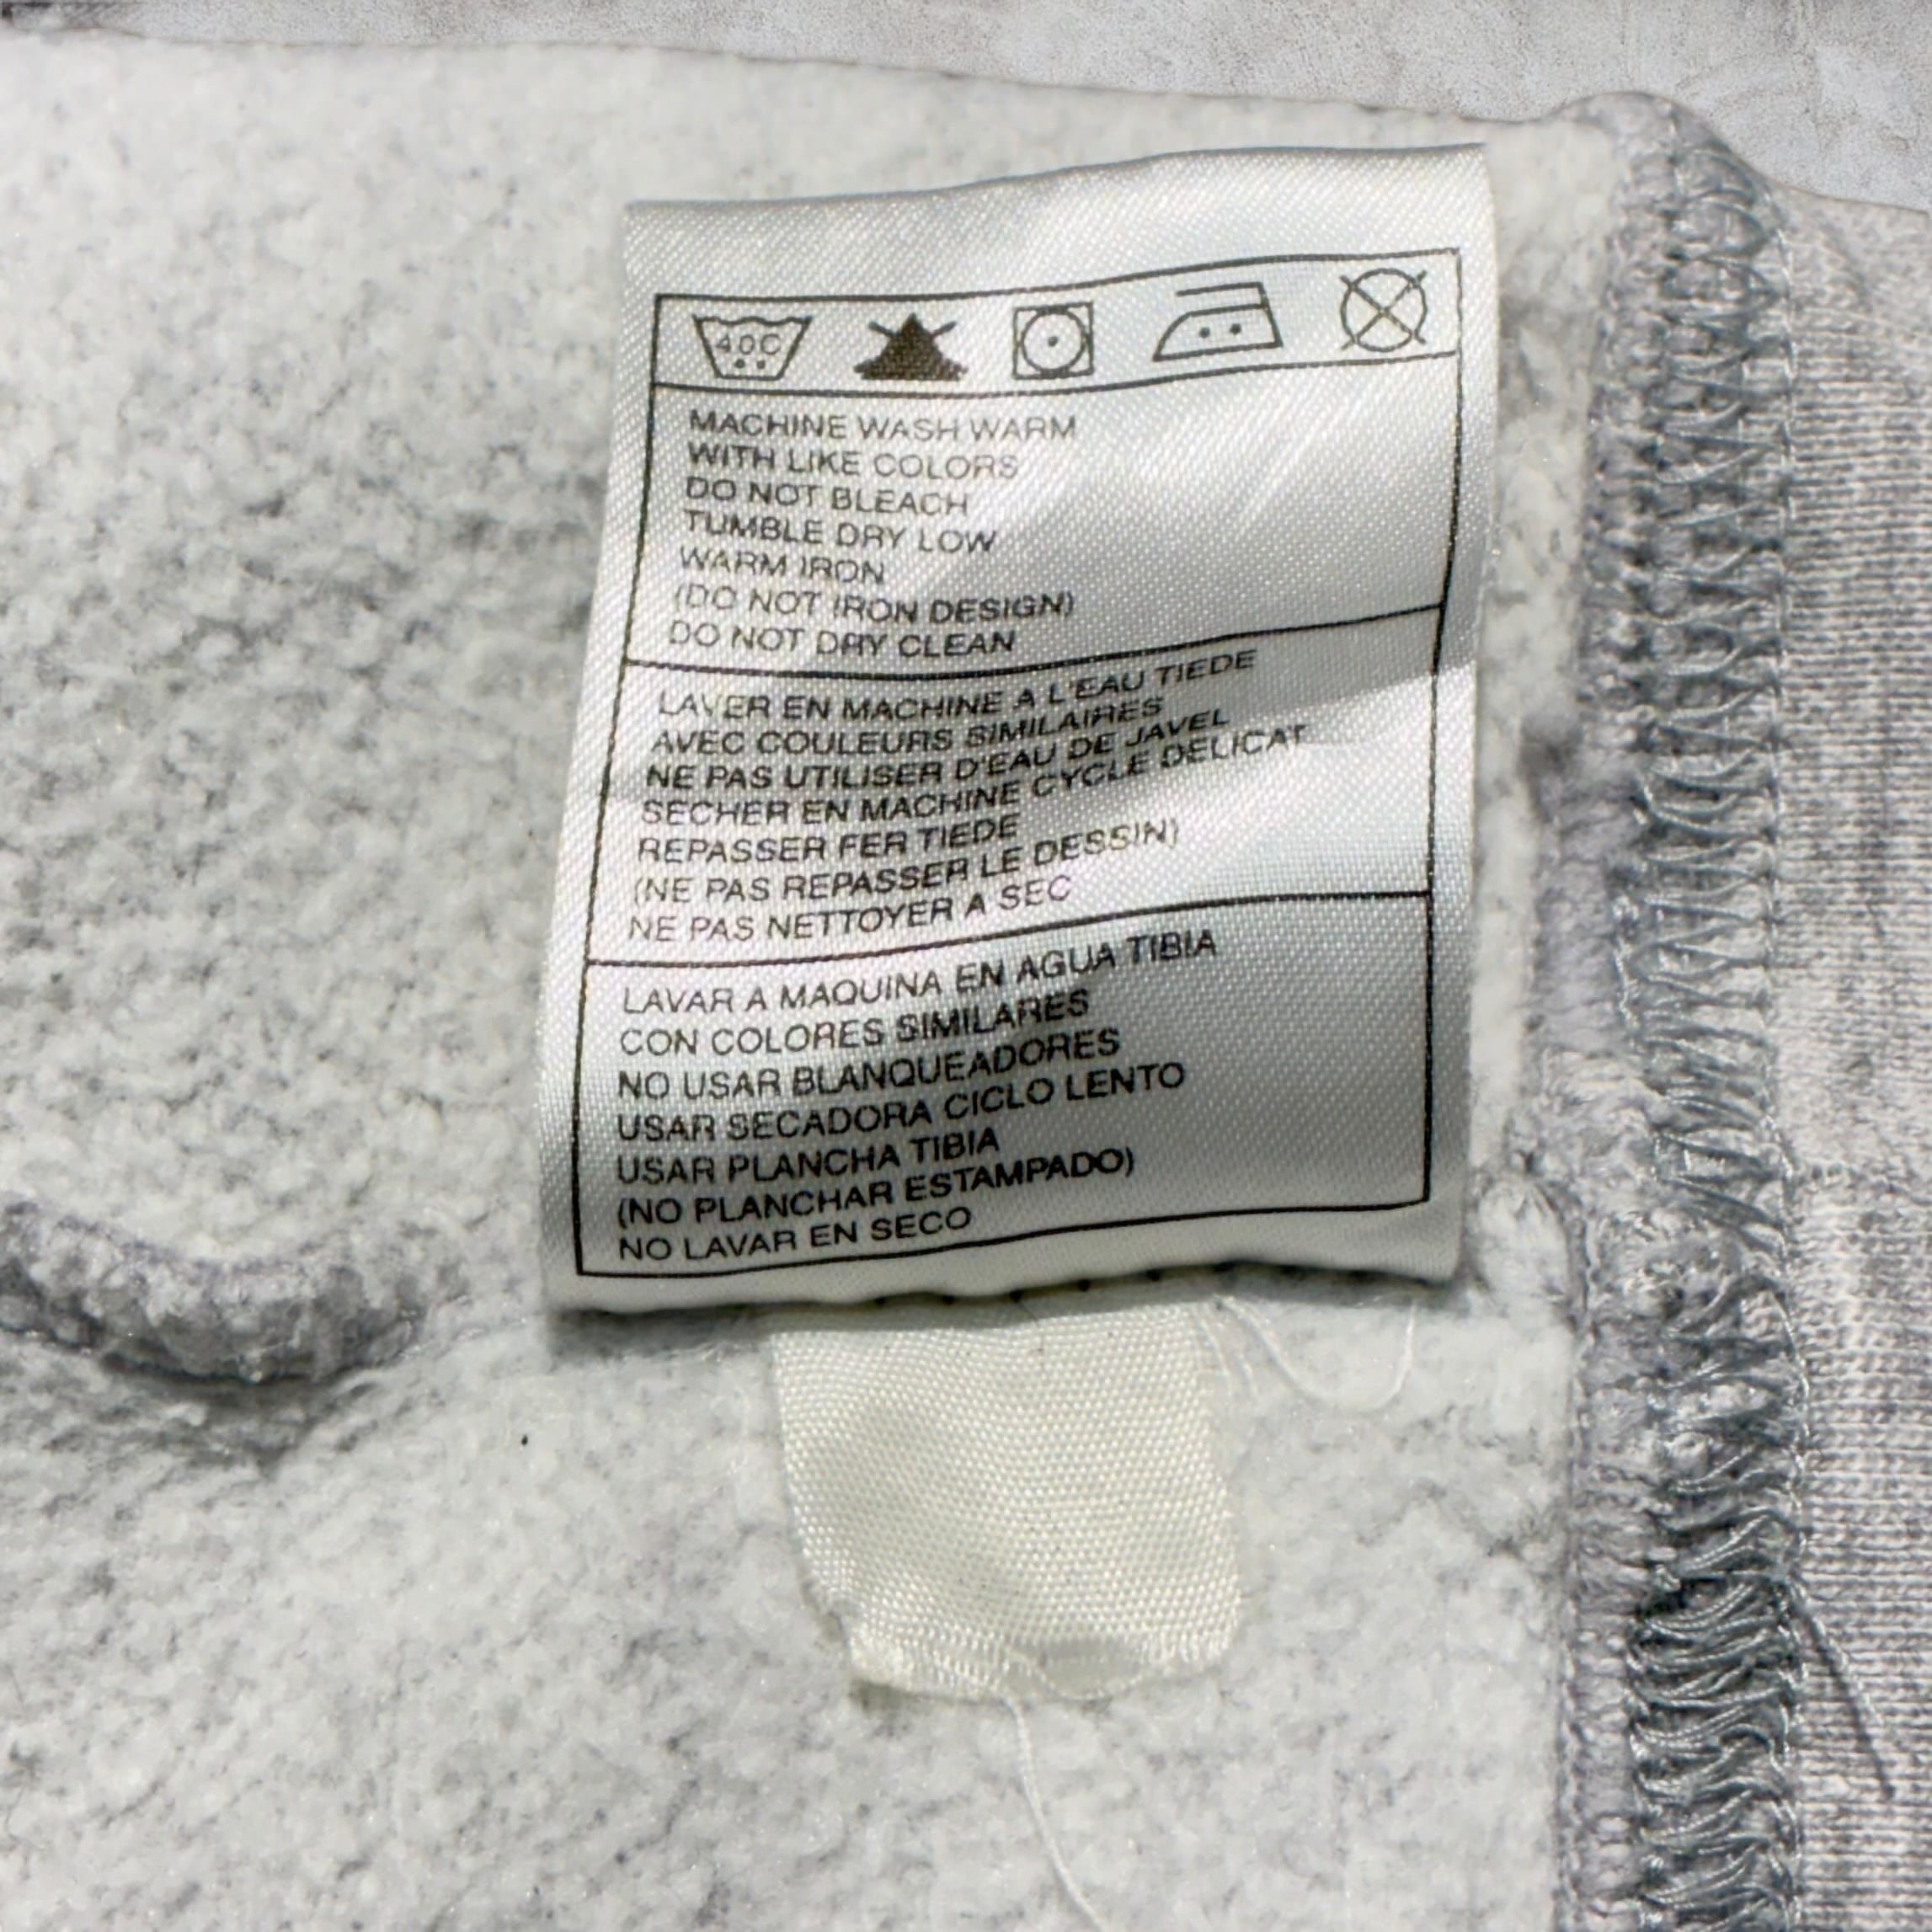 40C
MACHINE WASH WARM
WITH LIKE COLORS
DO NOT BLEACH
TUMBLE DRY LOW
WARM IRON
(DO NOT IRON DESIGN)
DO NOT DRY CLEAN
LAVER EN MACHINE A L'EAU TIEDE
AVEC COULEURS SIMILAIRES
NE PAS UTILISER D'EAU DE JAVEL
SECHER EN MACHINE CYCLE DELICAT
REPASSER FER TIEDE
(NE PAS REPASSER LE DESSIN)
NE PAS NETTOYER A SEC
LAVAR A MAQUINA EN AGUA TIBIA
CON COLORES SIMILARES
NO USAR BLANQUEADORES
USAR SECADORA CICLO LENTO
USAR PLANCHA TIBIA
(NO PLANCHAR ESTAMPADO)
NO LAVAR EN SECO